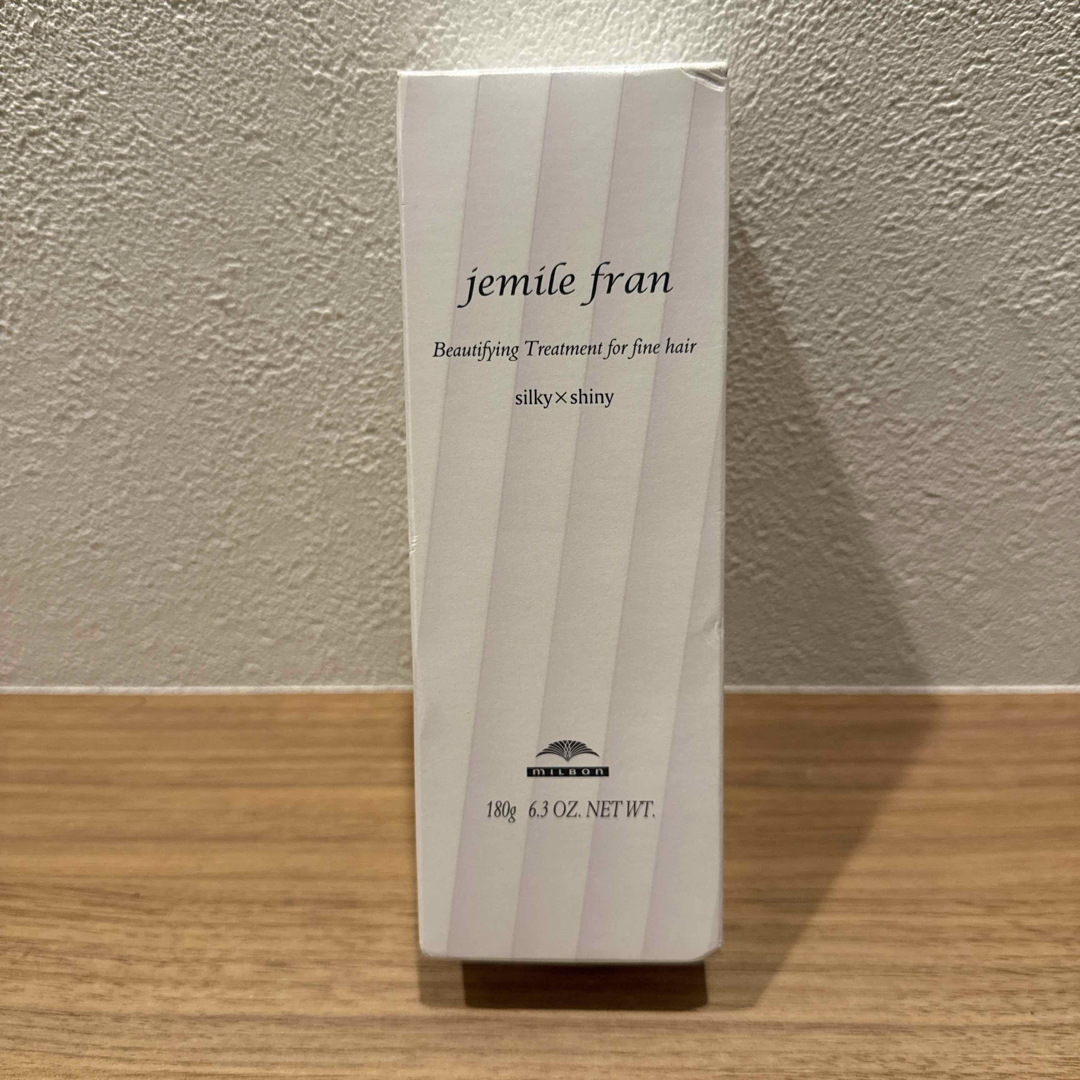 jemile fran
Beautifying Treatment for fine hair
silky×shiny
MILBON
180g 6.3 OZ. NET WT.